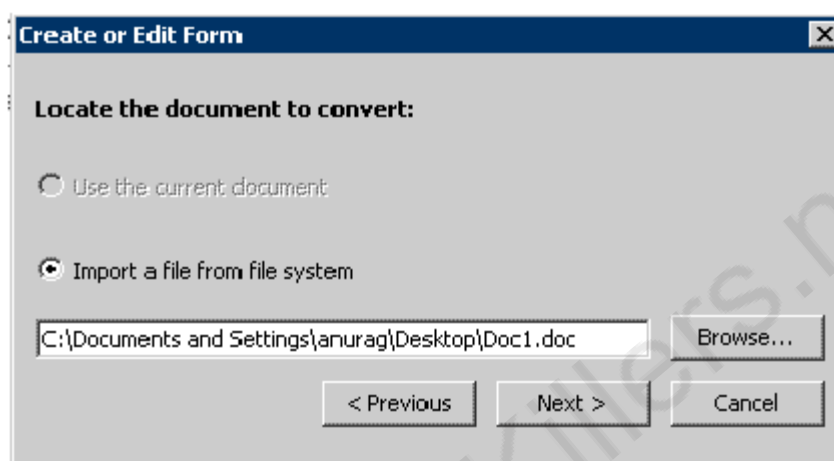 Create or Edit Form
Locate the document to convert:
Use the current document
Import a file from file system
C:\Documents and Settings\anurag\Desktop\Doc1.doc Browse...
< Previous Next > Cancel